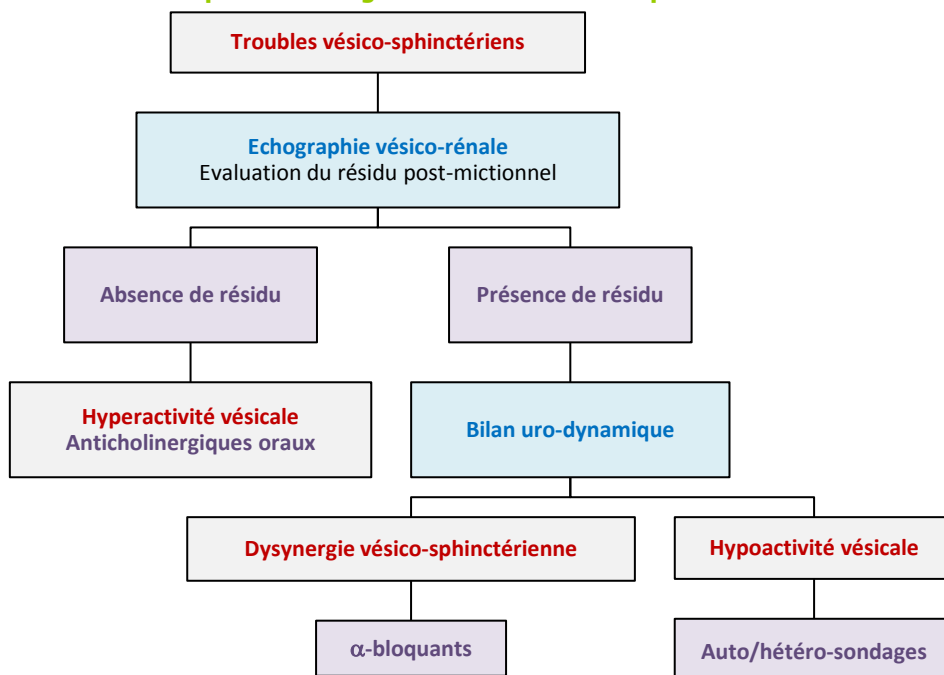 Troubles vésico-sphinctériens
Echographie vésico-rénale
Evaluation du résidu post-mictionnel
Absence de résidu
Présence de résidu
Hyperactivité vésicale
Anticholinergiques oraux
Bilan uro-dynamique
Dysynergie vésico-sphinctérienne
Hypoactivité vésicale
α-bloquants
Auto/hétéro-sondages